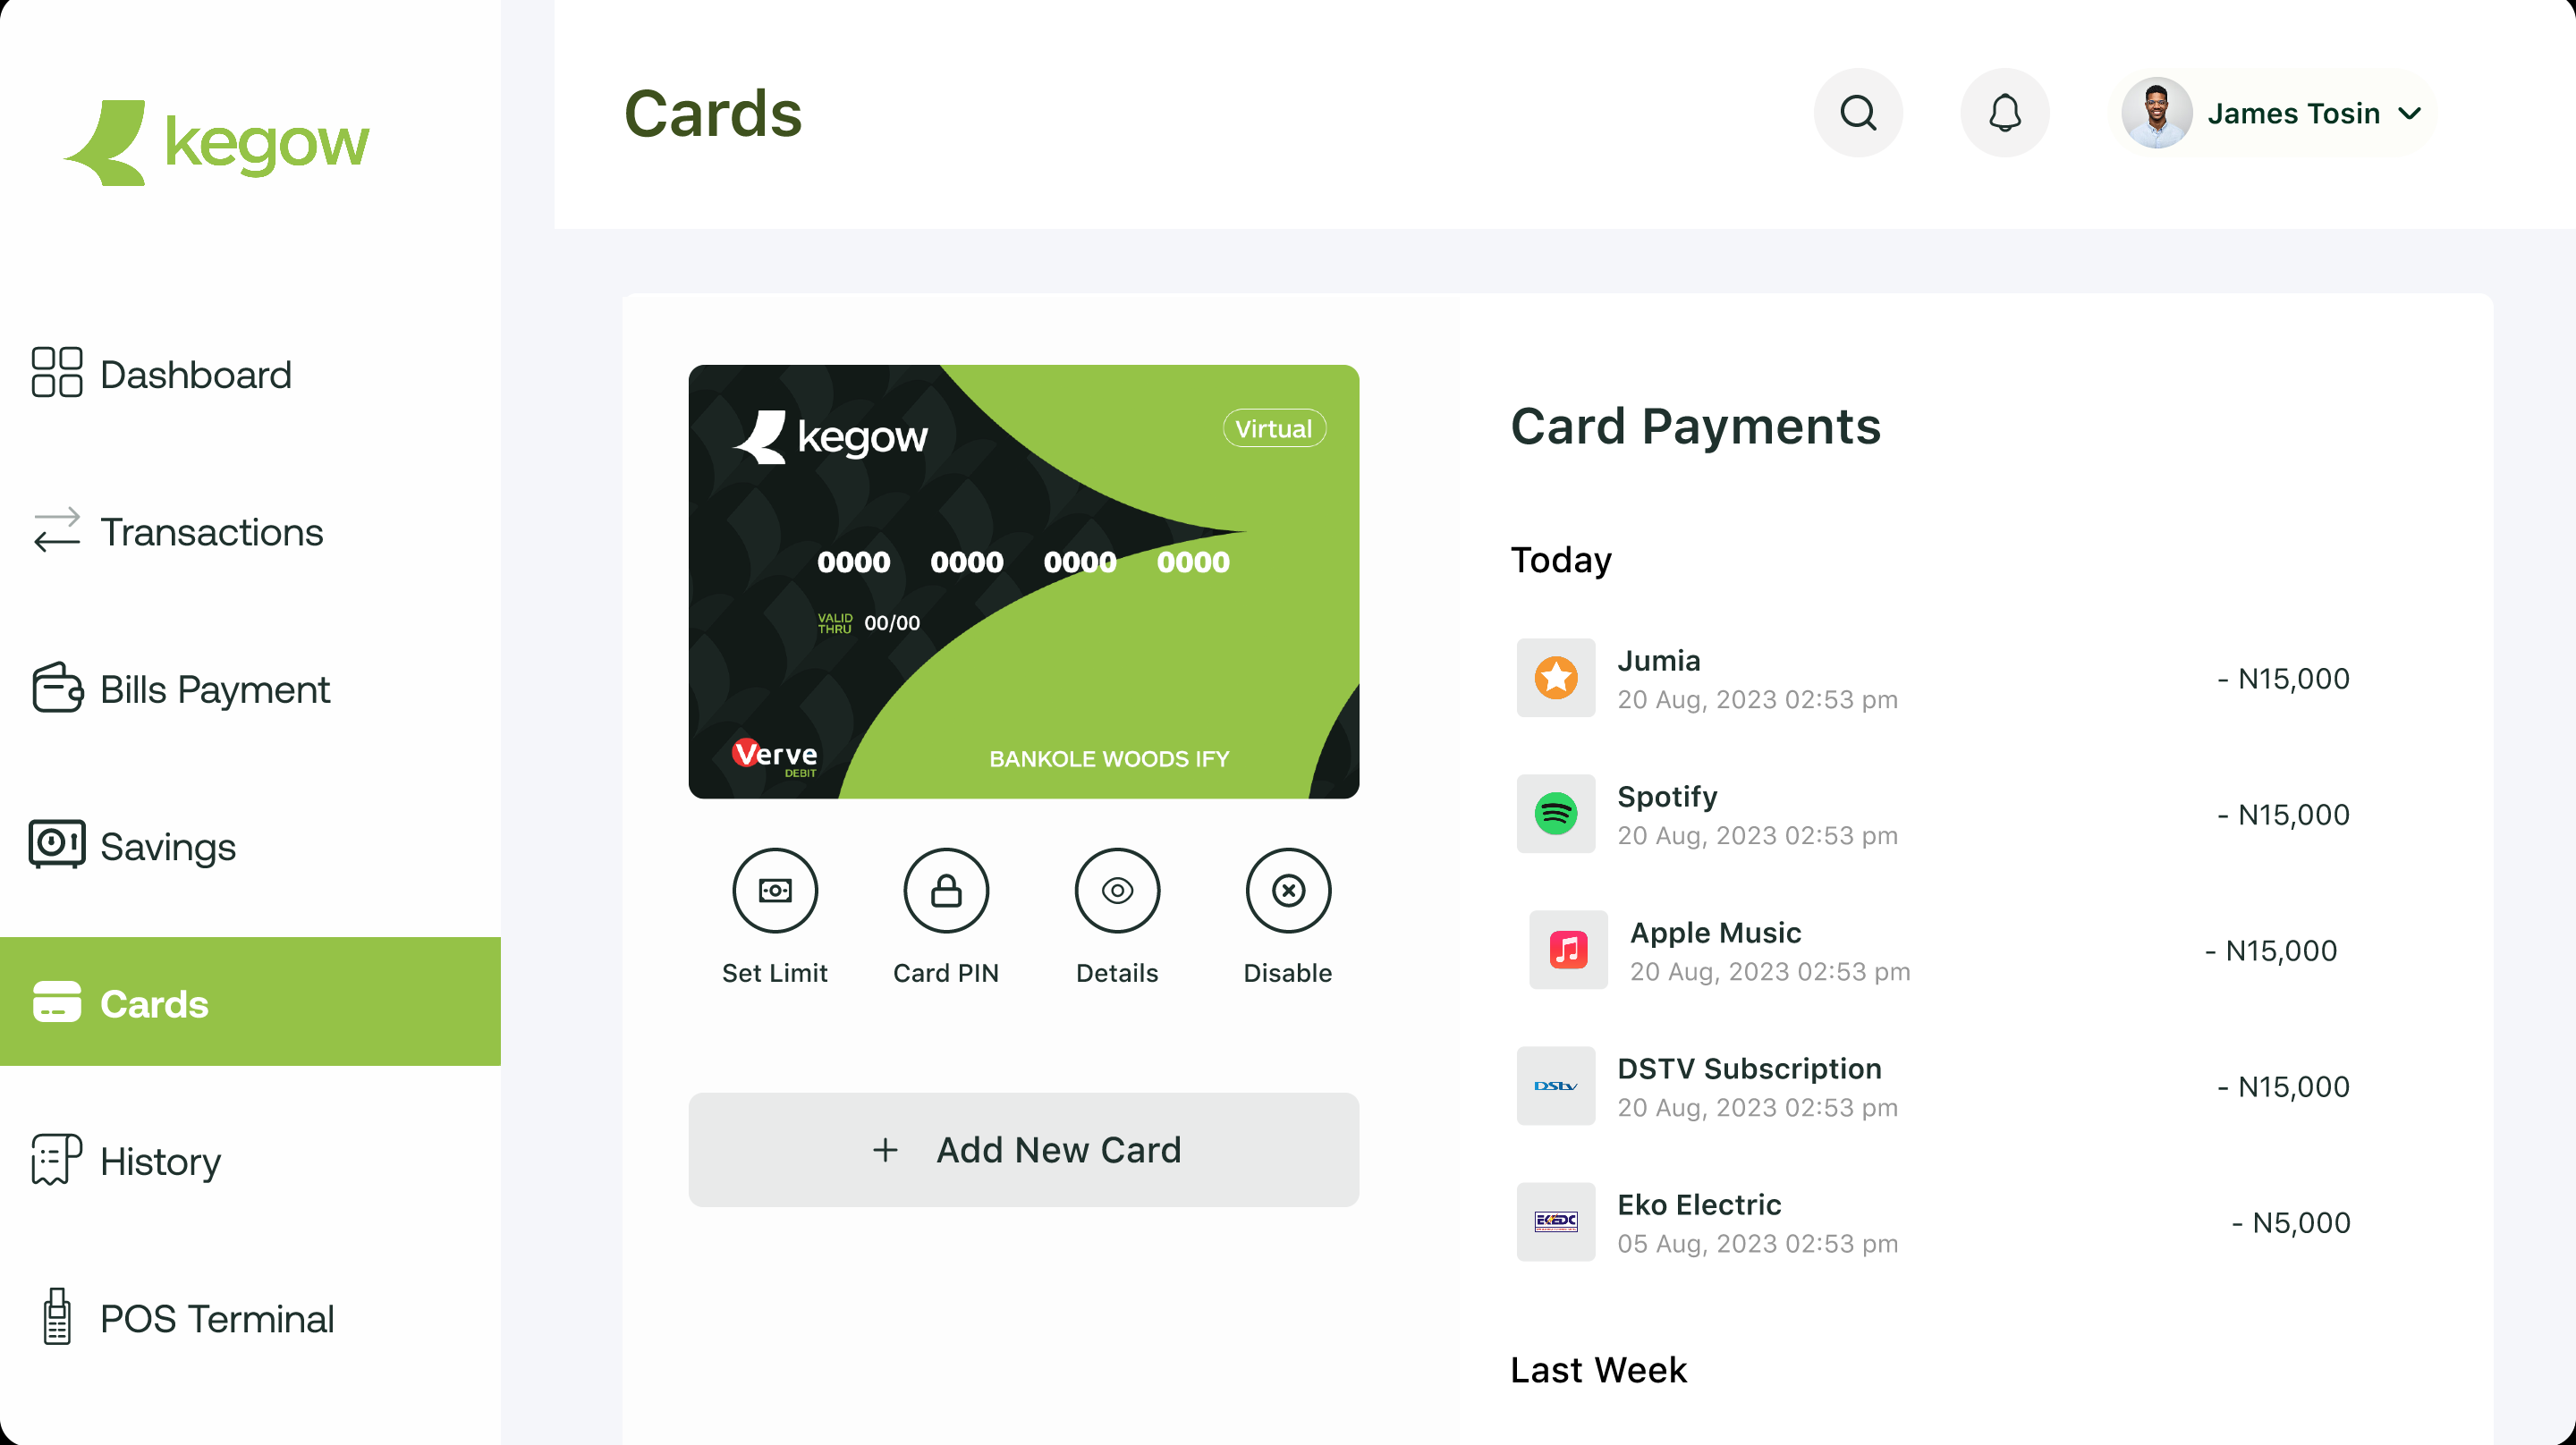 kegow
Cards
James Tosin
Dashboard
Transactions
Bills Payment
Savings
Cards
History
POS Terminal
kegow
Virtual
0000 0000 0000 0000
VALID
THRU 00/00
Verve
DEBIT
BANKOLE WOODS IFY
Set Limit
Card PIN
Details
Disable
+ Add New Card
Card Payments
Today
Jumia
20 Aug, 2023 02:53 pm
- N15,000
Spotify
20 Aug, 2023 02:53 pm
- N15,000
Apple Music
20 Aug, 2023 02:53 pm
- N15,000
DStv
DSTV Subscription
20 Aug, 2023 02:53 pm
- N15,000
EKEDC
Eko Electric
05 Aug, 2023 02:53 pm
- N5,000
Last Week